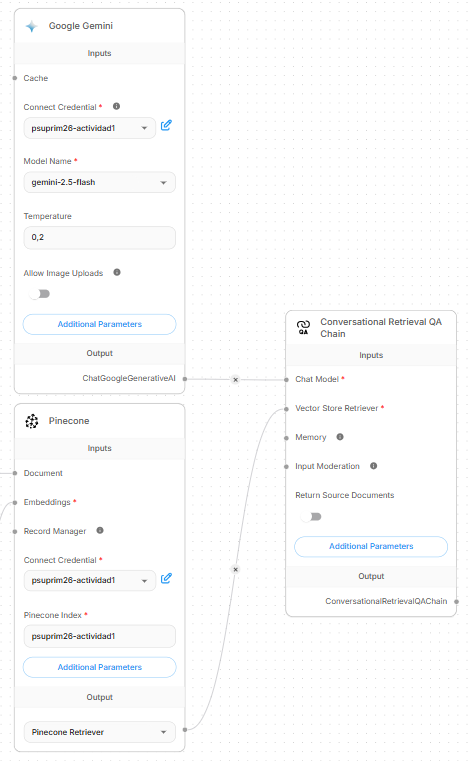 Google Gemini
Inputs
Cache
Connect Credential *
psuprim26-actividad1
Model Name *
gemini-2.5-flash
Temperature
0,2
Allow Image Uploads
Additional Parameters
Output
ChatGoogleGenerativeAI
Pinecone
Inputs
Document
Embeddings *
Record Manager
Connect Credential *
psuprim26-actividad1
Pinecone Index *
psuprim26-actividad1
Additional Parameters
Output
Pinecone Retriever
QA
Conversational Retrieval QA
Chain
Inputs
Chat Model *
Vector Store Retriever *
Memory
Input Moderation
Return Source Documents
Additional Parameters
Output
ConversationalRetrievalQAChain